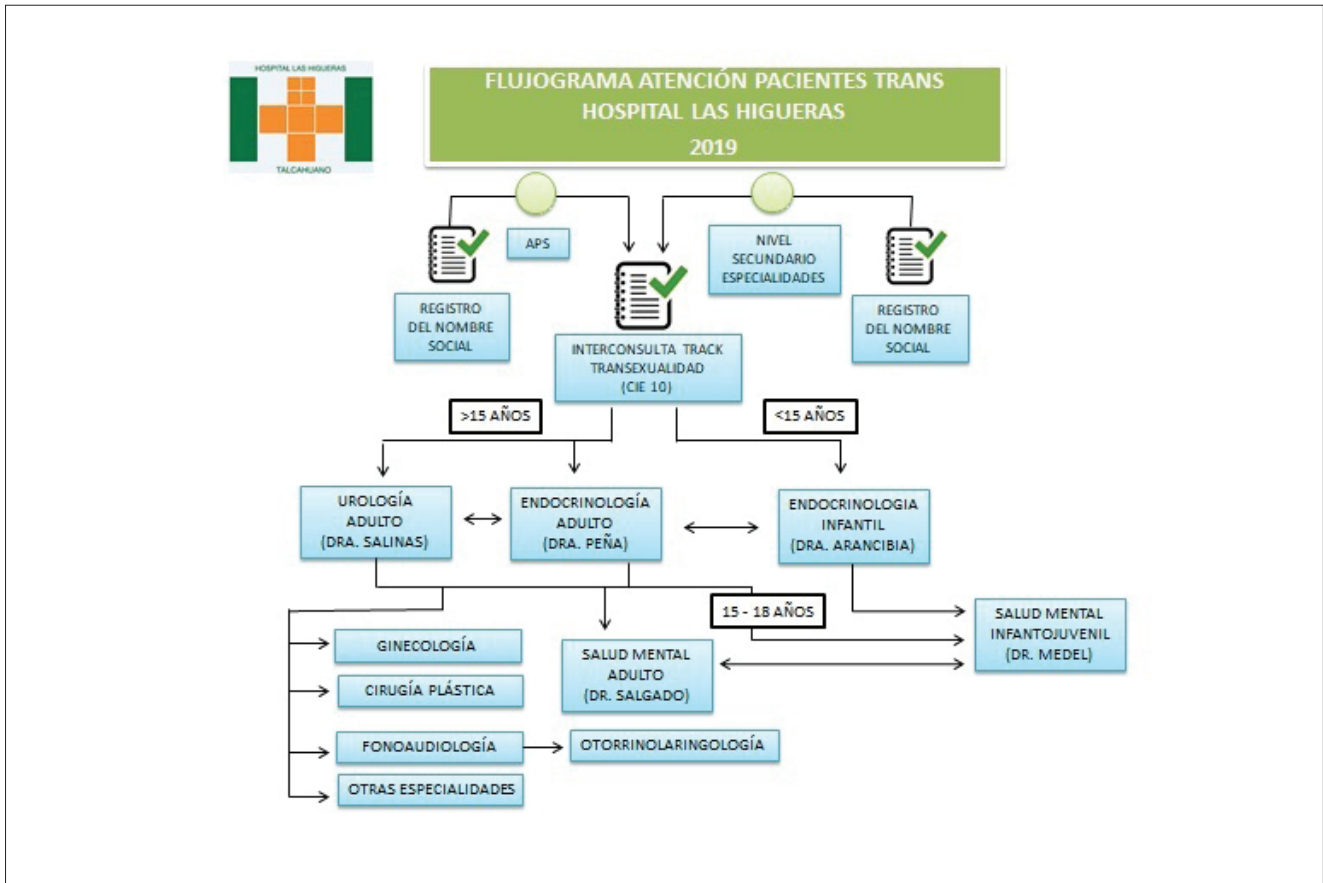 HOSPITAL LAS HIGUERAS
TALCAHUANO
FLUJOGRAMA ATENCIÓN PACIENTES TRANS
HOSPITAL LAS HIGUERAS
2019
APS
NIVEL
SECUNDARIO
ESPECIALIDADES
REGISTRO
DEL NOMBRE
SOCIAL
REGISTRO
DEL NOMBRE
SOCIAL
INTERCONSULTA TRACK
TRANSEXUALIDAD
(CIE 10)
>15 AÑOS
<15 AÑOS
UROLOGÍA
ADULTO
(DRA. SALINAS)
ENDOCRINOLOGÍA
ADULTO
(DRA. PEÑA)
ENDOCRINOLOGIA
INFANTIL
(DRA. ARANCIBIA)
15 - 18 AÑOS
SALUD MENTAL
INFANTOJUVENIL
(DR. MEDEL)
GINECOLOGÍA
SALUD MENTAL
ADULTO
(DR. SALGADO)
CIRUGÍA PLÁSTICA
FONOAUDIOLOGÍA
OTORRINOLARINGOLOGÍA
OTRAS ESPECIALIDADES